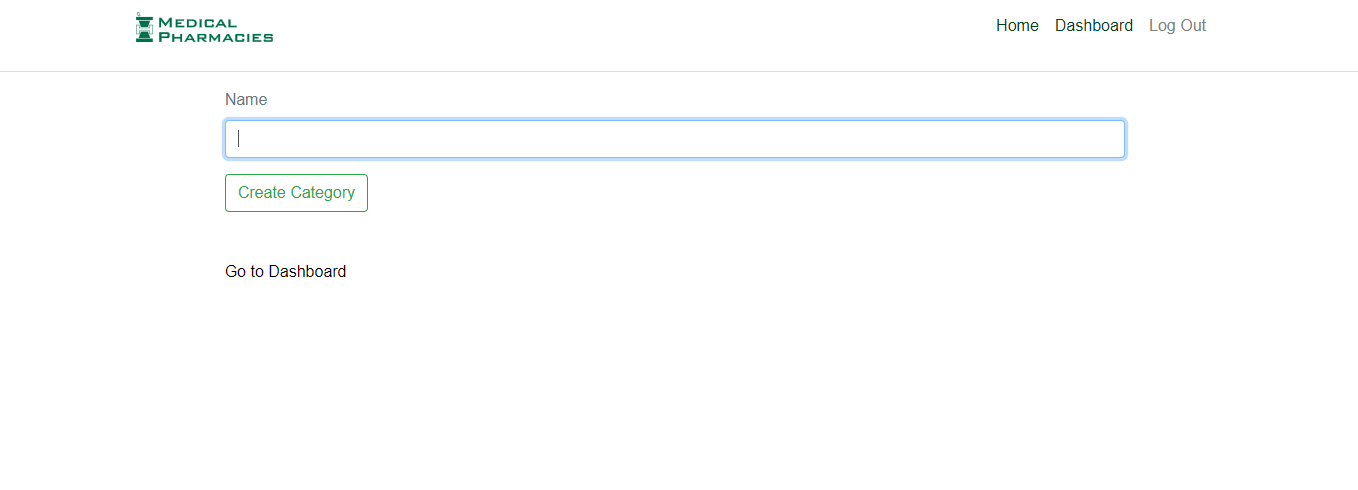 MEDICAL
PHARMACIES
Home Dashboard Log Out
Name
Create Category
Go to Dashboard